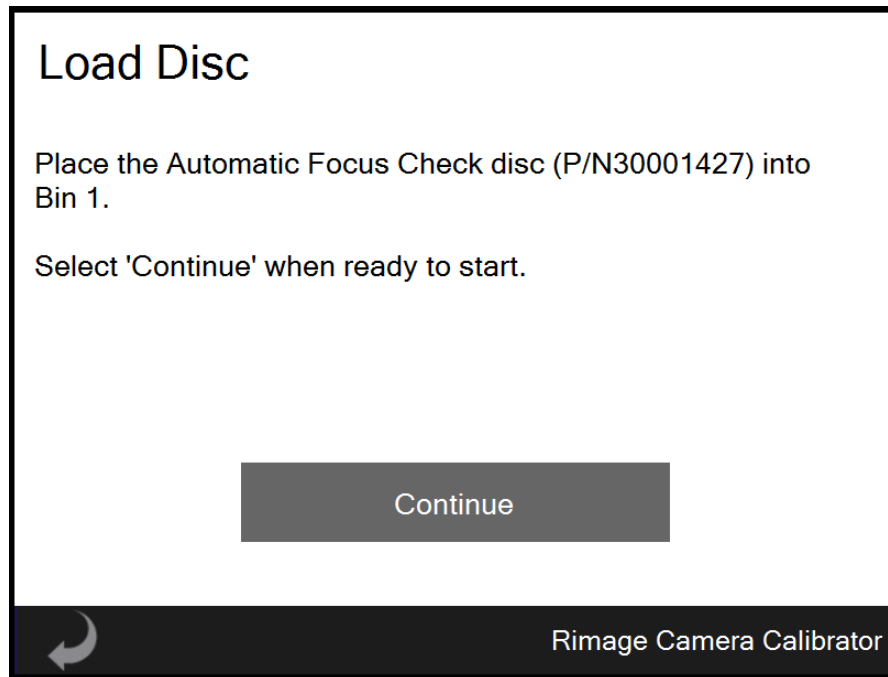 Load Disc
Place the Automatic Focus Check disc (P/N30001427) into
Bin 1.
Select 'Continue' when ready to start.
Continue
Rimage Camera Calibrator